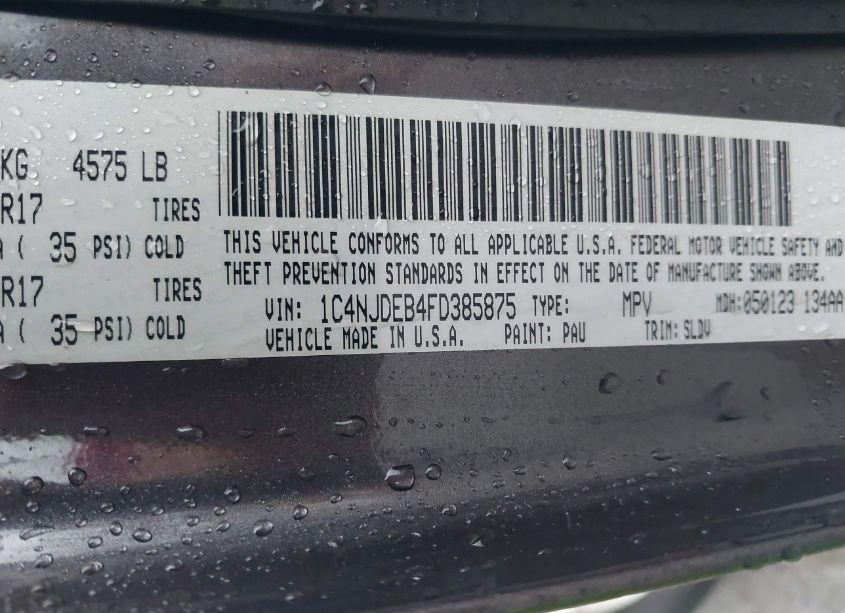 KG 4575 LB
R17 TIRES
A ( 35 PSI) COLD
R17 TIRES
A ( 35 PSI) COLD
THIS VEHICLE CONFORMS TO ALL APPLICABLE U.S.A. FEDERAL MOTOR VEHICLE SAFETY AND
THEFT PREVENTION STANDARDS IN EFFECT ON THE DATE OF MANUFACTURE SHOWN ABOVE.
VIN: 1C4NJDEB4FD385875 TYPE: MPV MDH:050123 134AA
VEHICLE MADE IN U.S.A. PAINT: PAU TRIM: SLDV